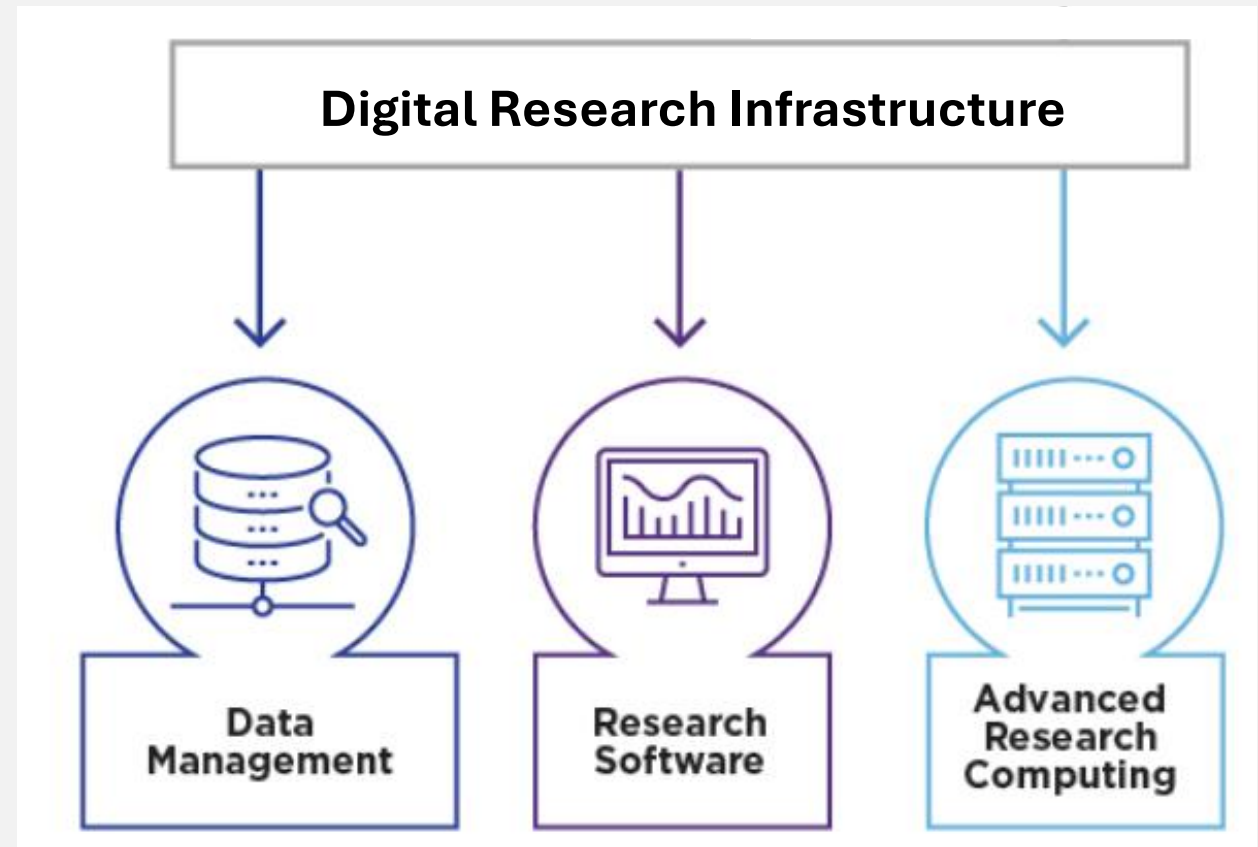 Digital Research Infrastructure
Data
Management
Research
Software
Advanced
Research
Computing